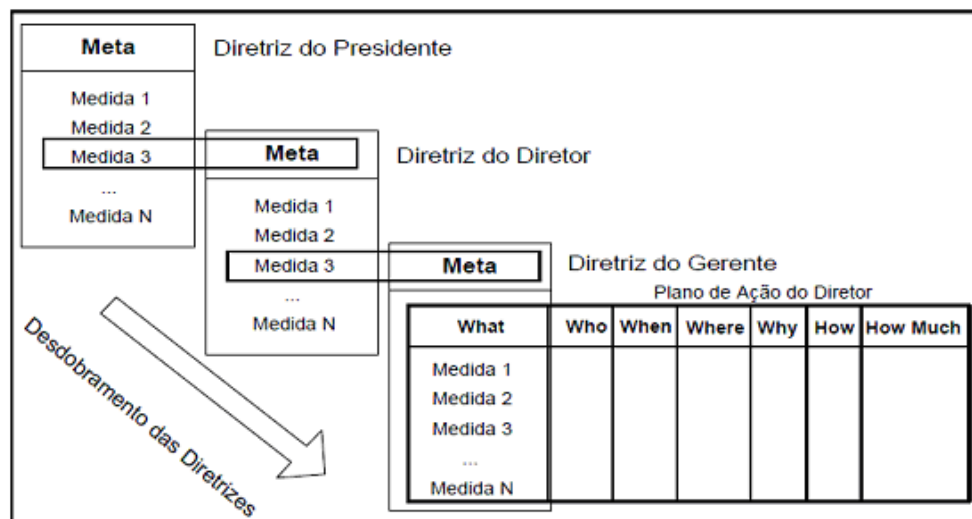 Meta
Diretriz do Presidente
Medida 1
Medida 2
Medida 3
...
Medida N
Meta
Diretriz do Diretor
Medida 1
Medida 2
Medida 3
...
Medida N
Meta
Diretriz do Gerente
Plano de Ação do Diretor
What Who When Where Why How How Much
Medida 1
Medida 2
Medida 3
...
Medida N
Desdobramento das Diretrizes